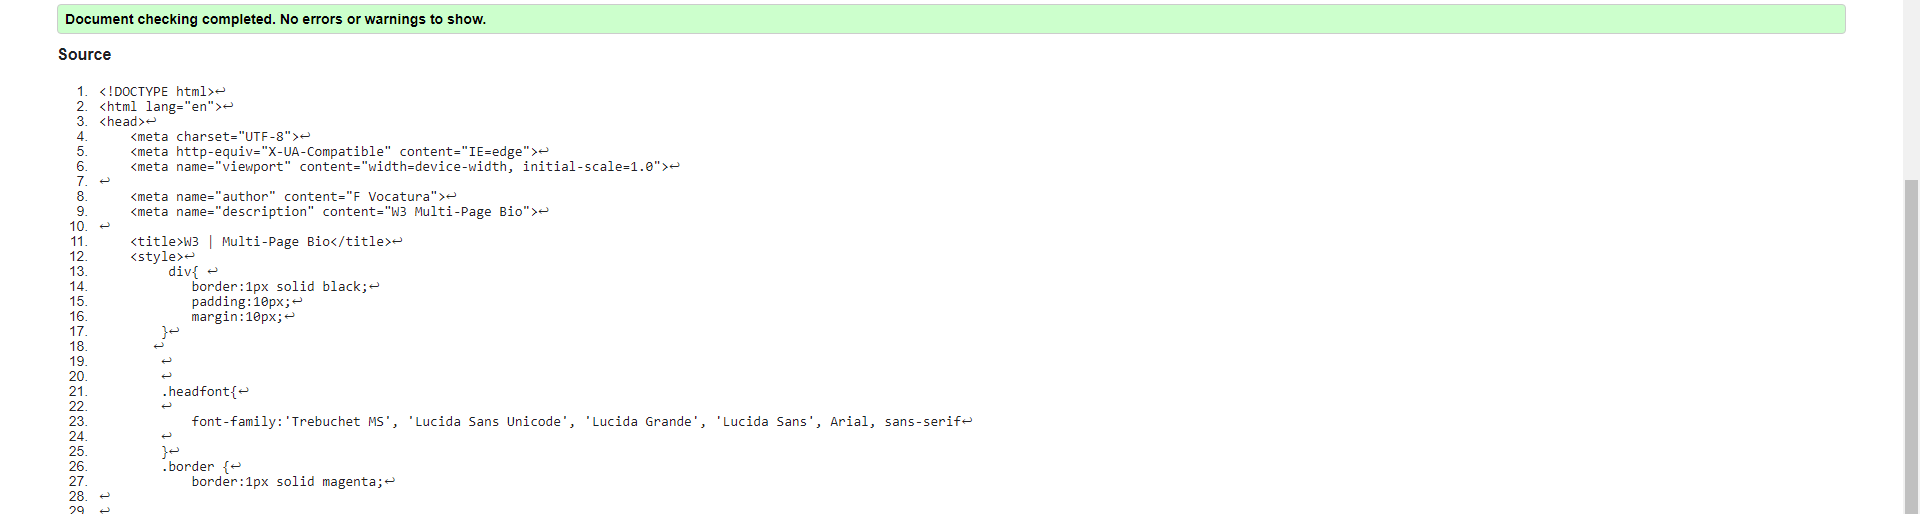 Document checking completed. No errors or warnings to show.
Source
1. <!DOCTYPE html>↩
2. <html lang="en">↩
3. <head>↩
4.     <meta charset="UTF-8">↩
5.     <meta http-equiv="X-UA-Compatible" content="IE=edge">↩
6.     <meta name="viewport" content="width=device-width, initial-scale=1.0">↩
7. ↩
8.     <meta name="author" content="F Vocatura">↩
9.     <meta name="description" content="W3 Multi-Page Bio">↩
10. ↩
11.     <title>W3 | Multi-Page Bio</title>↩
12.     <style>↩
13.          div{ ↩
14.             border:1px solid black;↩
15.             padding:10px;↩
16.             margin:10px;↩
17.         }↩
18.        ↩
19.         ↩
20.         ↩
21.         .headfont{↩
22.         ↩
23.             font-family:'Trebuchet MS', 'Lucida Sans Unicode', 'Lucida Grande', 'Lucida Sans', Arial, sans-serif↩
24.         ↩
25.         }↩
26.         .border {↩
27.             border:1px solid magenta;↩
28. ↩
29 ↩